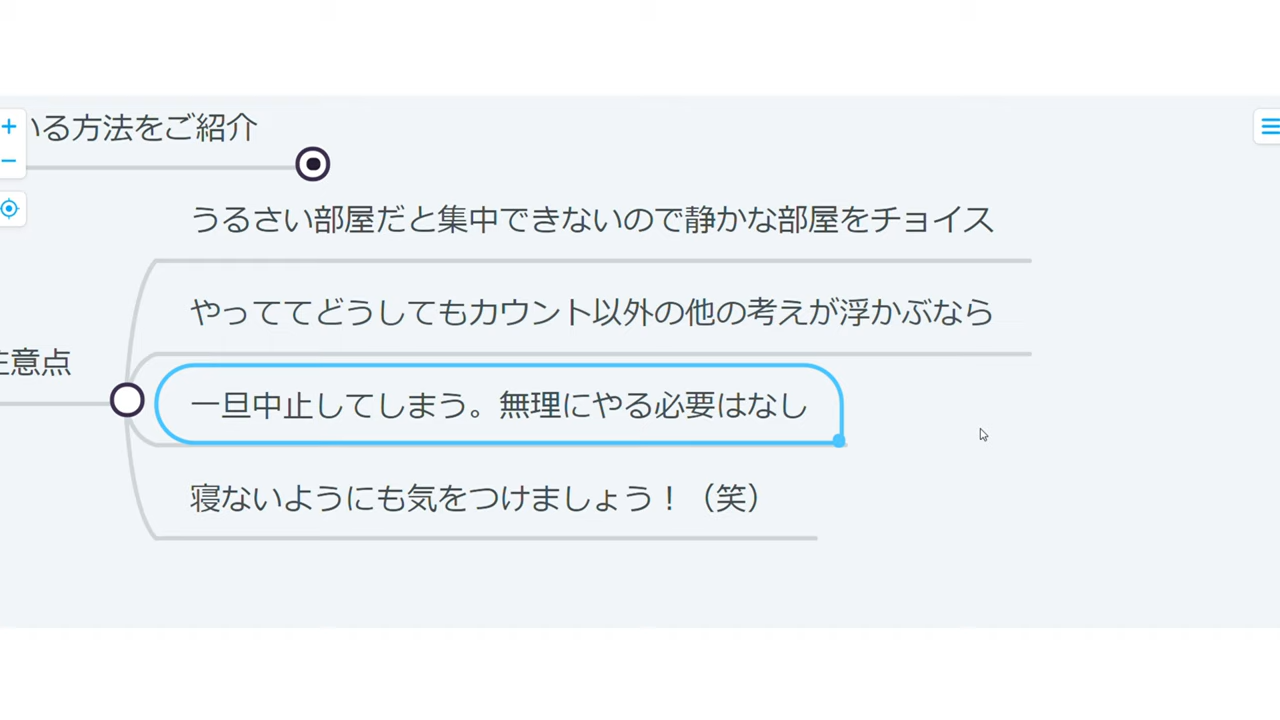 いる方法をご紹介
うるさい部屋だと集中できないので静かな部屋をチョイス
やっててどうしてもカウント以外の他の考えが浮かぶなら
注意点
一旦中止してしまう。無理にやる必要はなし
寝ないようにも気をつけましょう！（笑）